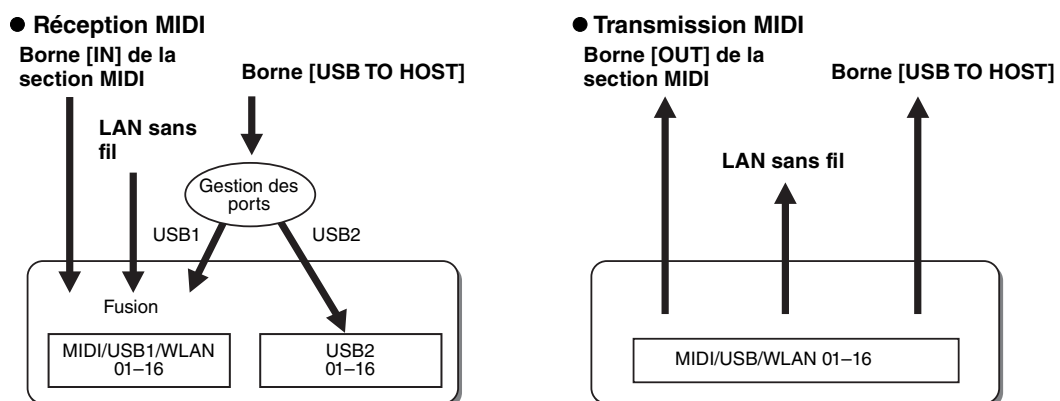 ● Réception MIDI
Borne [IN] de la
section MIDI
Borne [USB TO HOST]
LAN sans
fil
Gestion des
ports
USB1
USB2
Fusion
MIDI/USB1/WLAN
01–16
USB2
01–16
● Transmission MIDI
Borne [OUT] de la
section MIDI
Borne [USB TO HOST]
LAN sans fil
MIDI/USB/WLAN 01–16